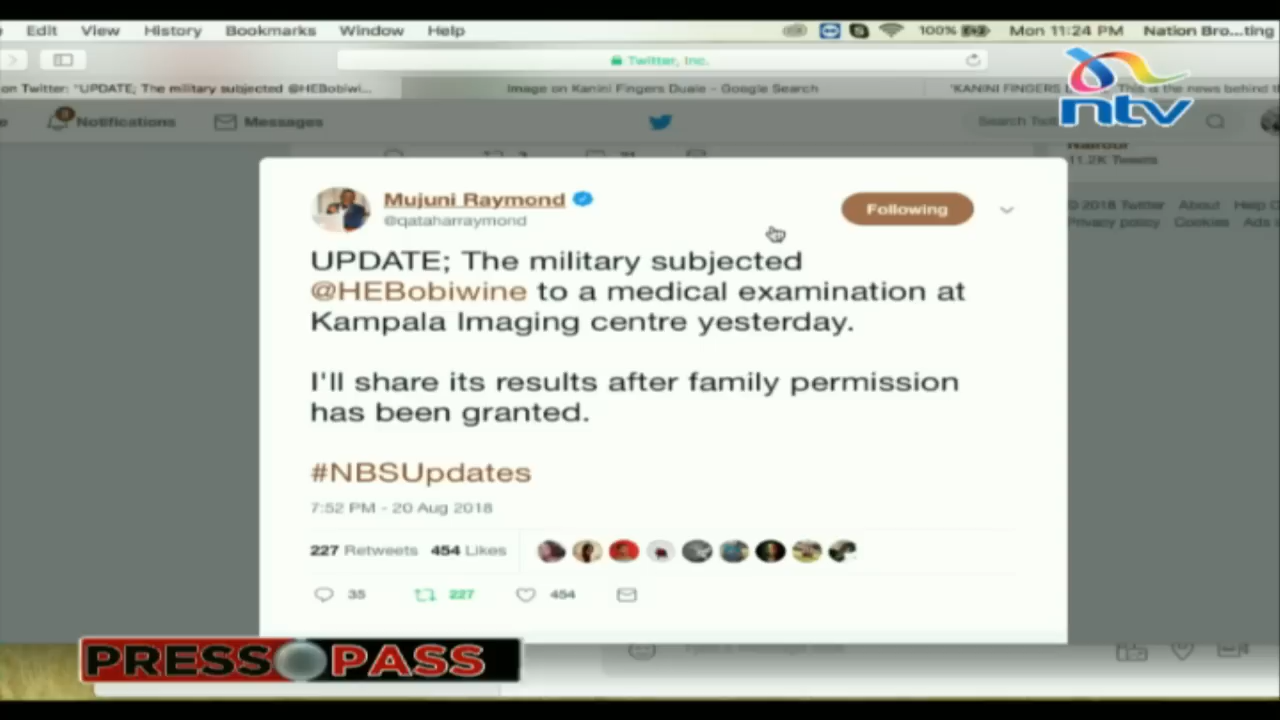 Edit View History Bookmarks Window Help 100% Mon 11:24 PM Nation Bro...ting
Twitter, Inc.
on Twitter: "UPDATE; The military subjected @HEBobiwi... Image on Kanini Fingers Duale - Google Search "KANINI FINGERS This is the news behind th
ntv
Notifications Messages Search
11.2K Tweets
© 2018 Twitter About Help
Privacy policy Cookies Ads
Mujuni Raymond
@qataharraymond
Following
UPDATE; The military subjected
@HEBobiwine to a medical examination at
Kampala Imaging centre yesterday.
I'll share its results after family permission
has been granted.
#NBSUpdates
7:52 PM - 20 Aug 2018
227 Retweets 454 Likes
35 227 454
PRESS PASS